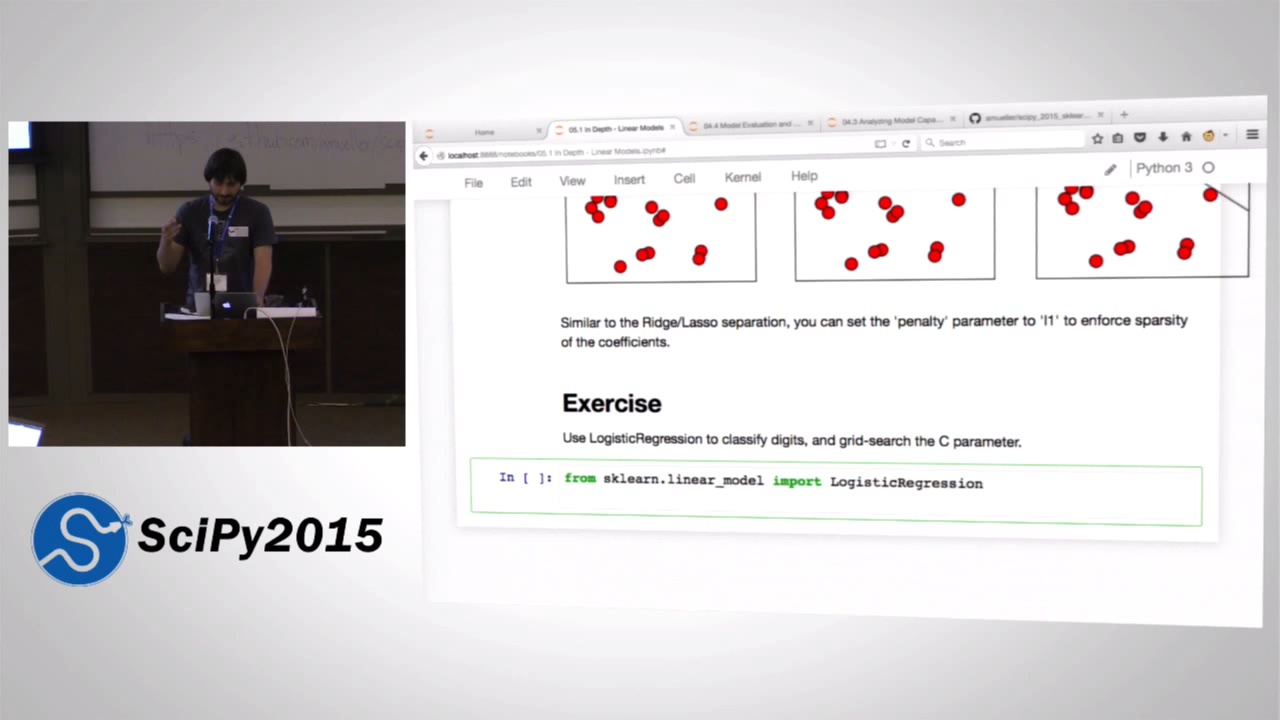 Home
05.1 In Depth - Linear Models
04.4 Model Evaluation and ...
04.3 Analyzing Model Capa...
amueller/scipy_2015_sklear...
localhost:8888/notebooks/05.1 In Depth - Linear Models.ipynb#
Search
File Edit View Insert Cell Kernel Help
Python 3
Similar to the Ridge/Lasso separation, you can set the 'penalty' parameter to 'l1' to enforce sparsity
of the coefficients.
Exercise
Use LogisticRegression to classify digits, and grid-search the C parameter.
In [ ]: from sklearn.linear_model import LogisticRegression
SciPy2015